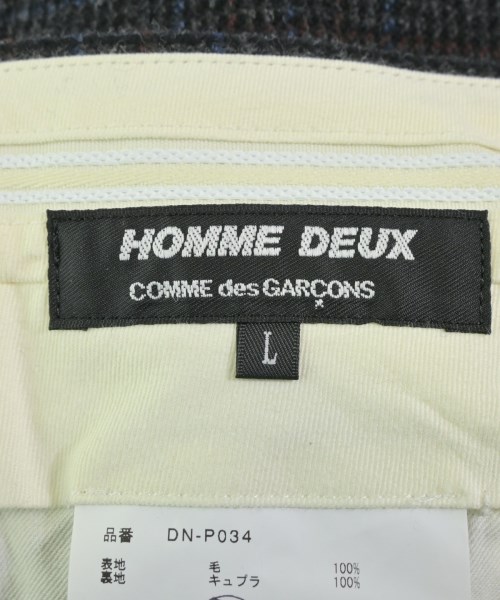 HOMME DEUX
COMME des GARÇONS
L
品番 DN-P034
表地 毛 100%
裏地 キュプラ 100%